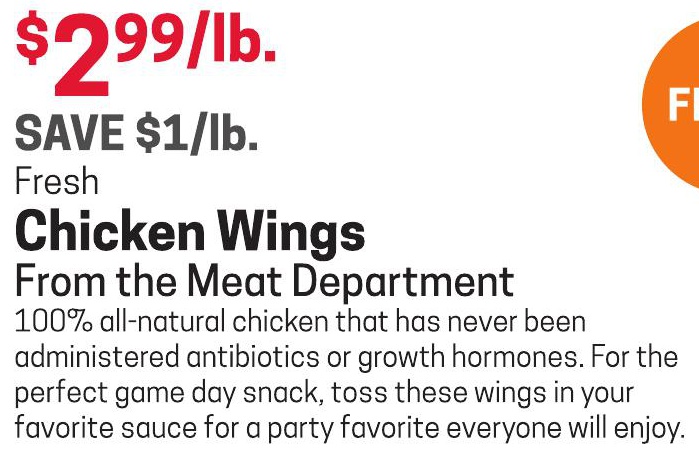 $2.99/lb.
SAVE $1/lb.
Fresh
Chicken Wings
From the Meat Department
100% all-natural chicken that has never been
administered antibiotics or growth hormones. For the
perfect game day snack, toss these wings in your
favorite sauce for a party favorite everyone will enjoy.